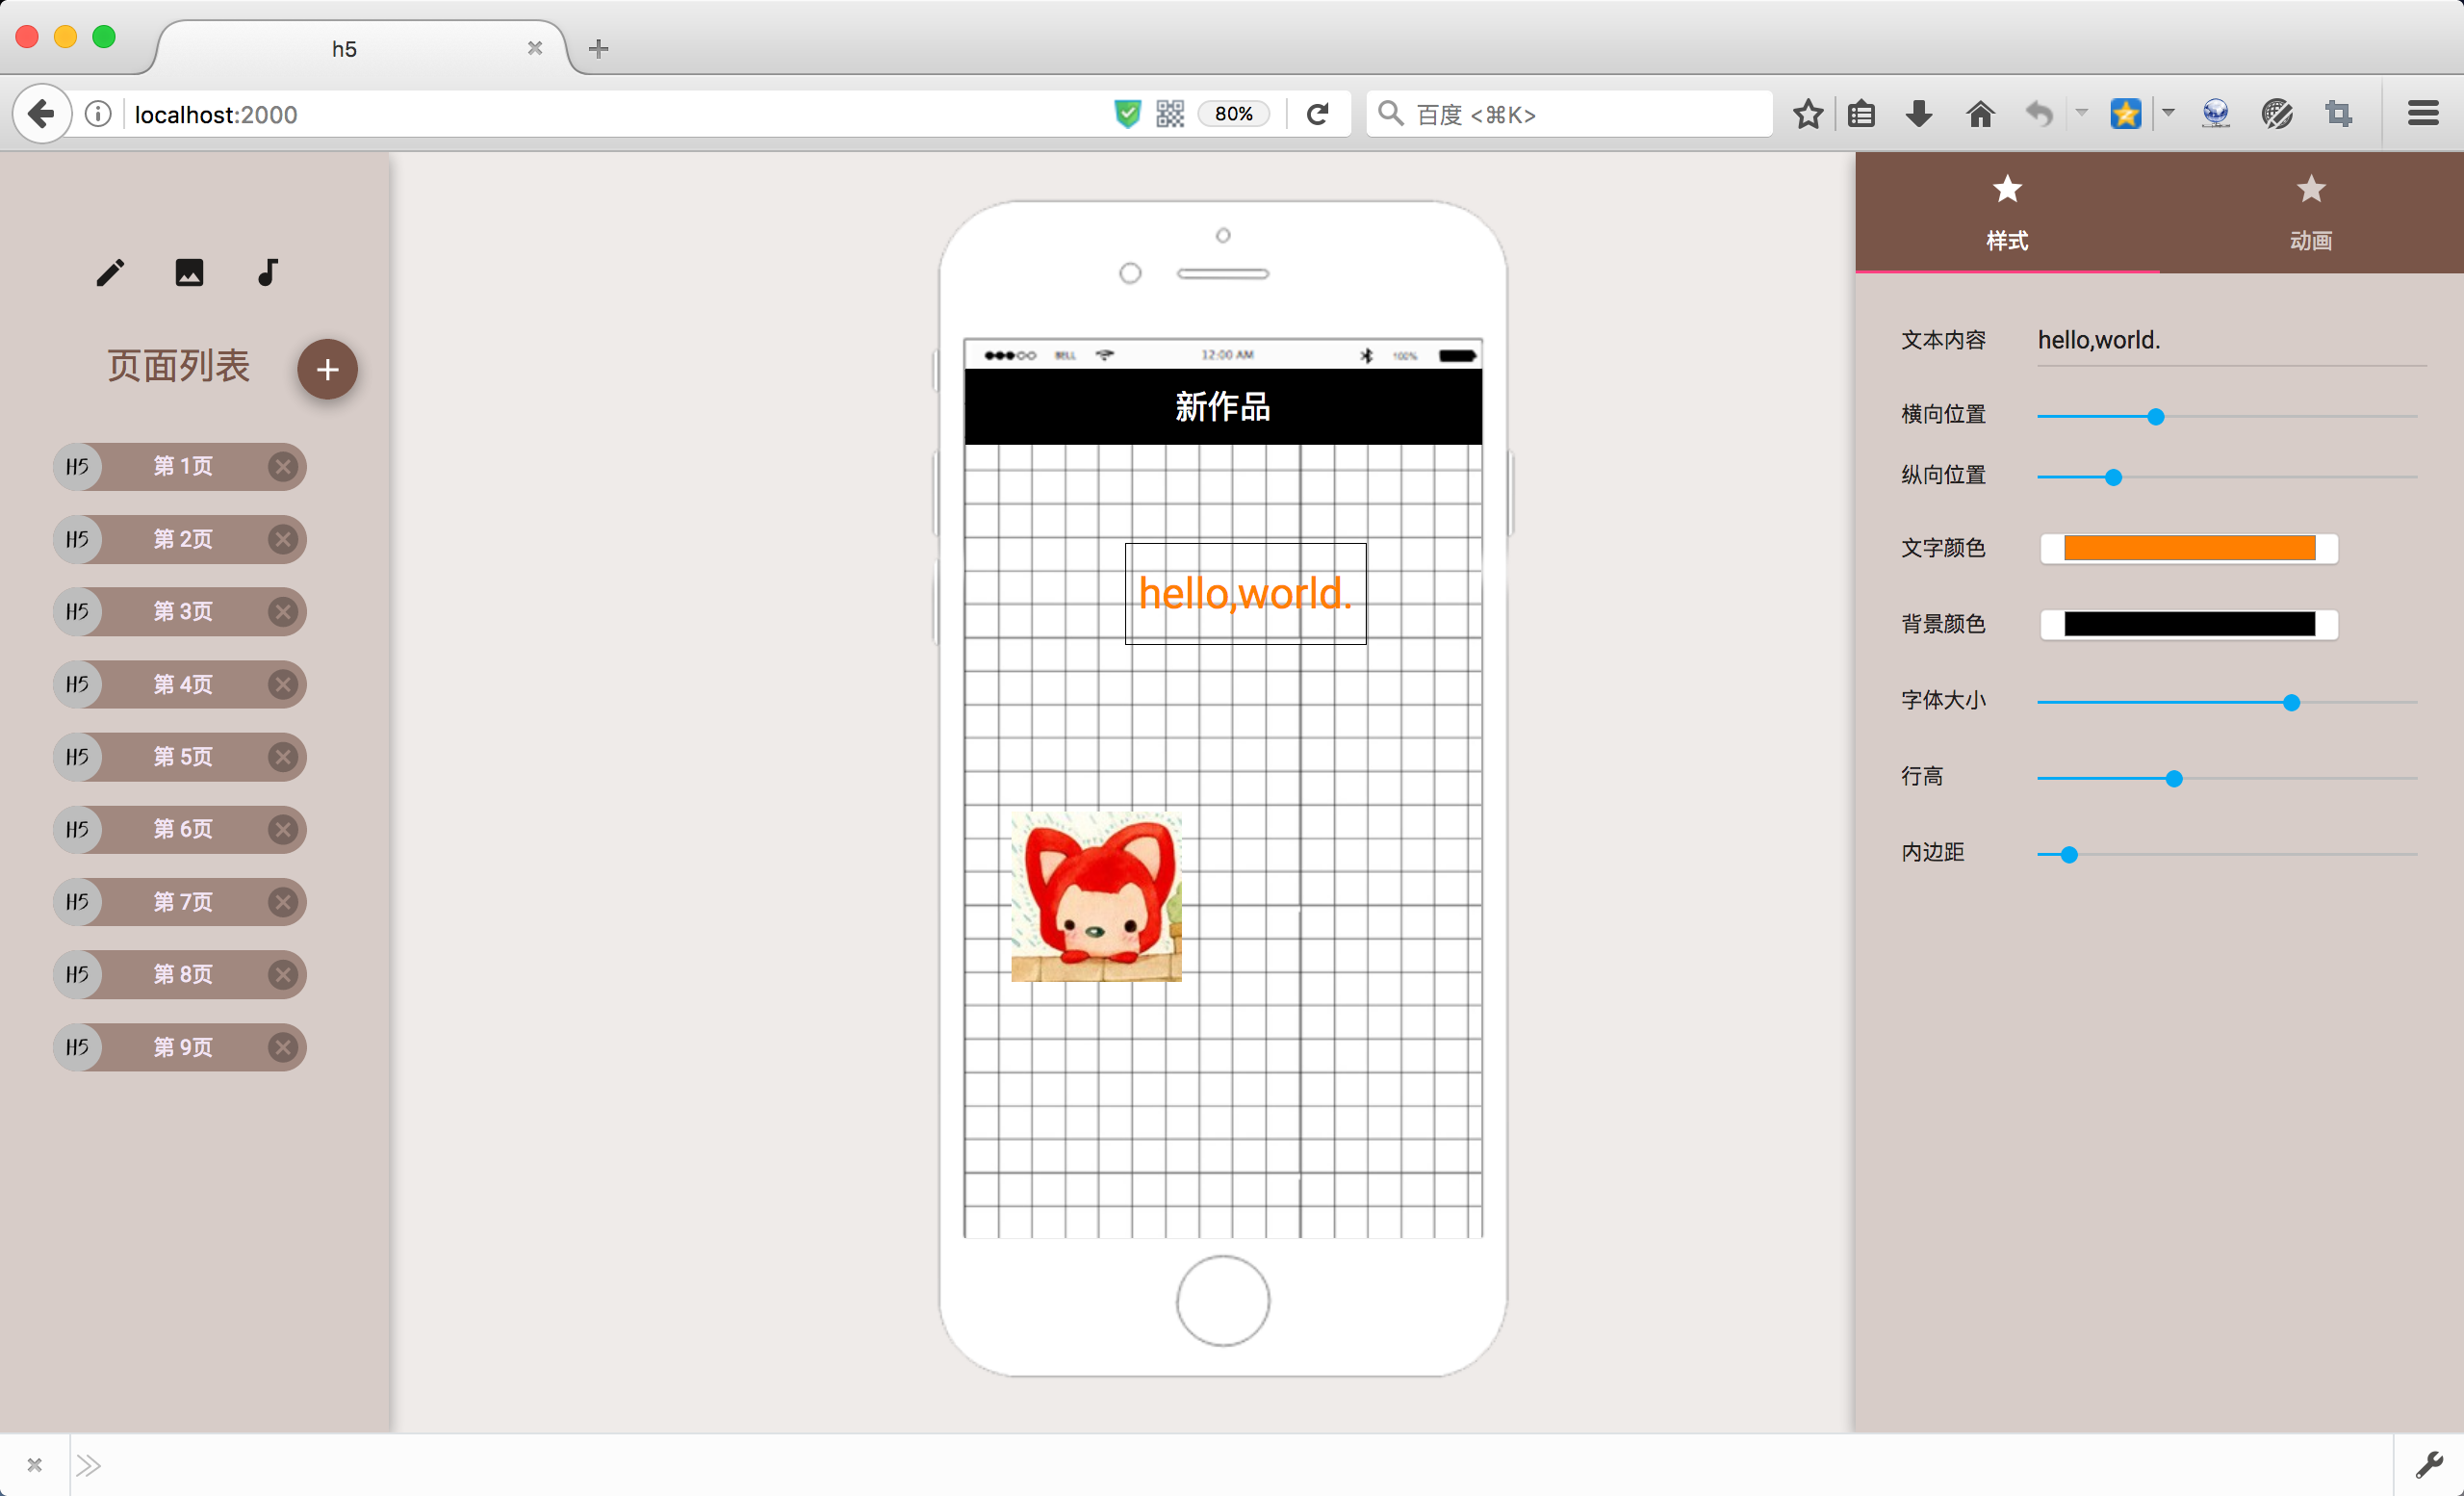 h5
localhost:2000
80%
百度 <⌘K>
页面列表
H5 第 1页
H5 第 2页
H5 第 3页
H5 第 4页
H5 第 5页
H5 第 6页
H5 第 7页
H5 第 8页
H5 第 9页
BELL 12:00 AM 100%
新作品
hello,world.
样式 动画
文本内容 hello,world.
横向位置
纵向位置
文字颜色
背景颜色
字体大小
行高
内边距